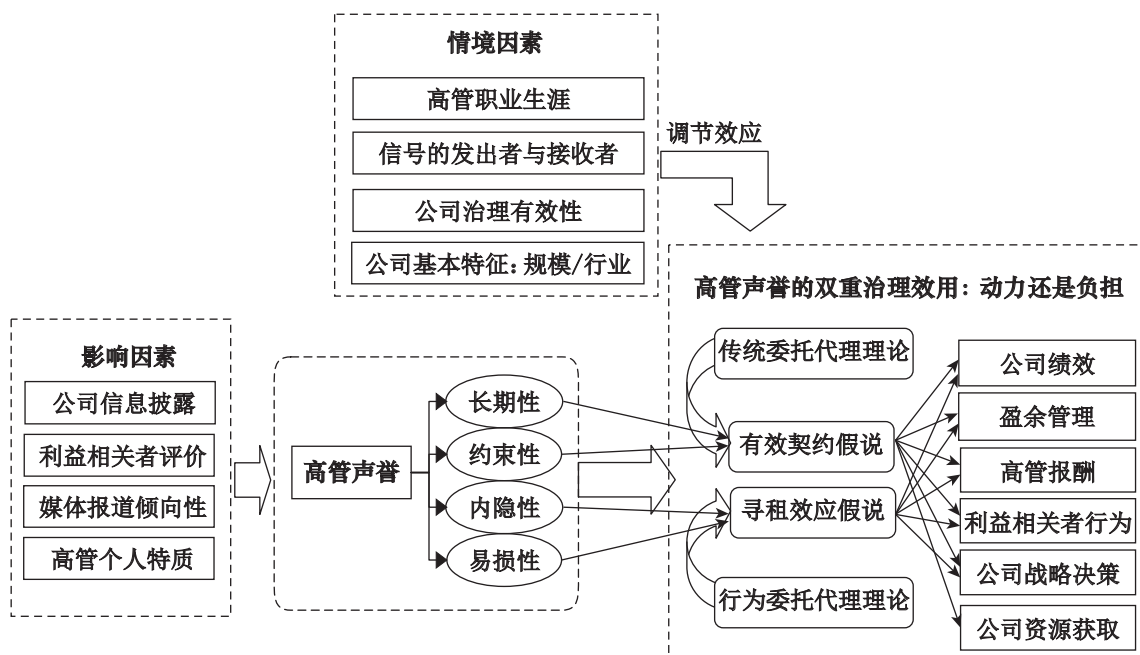 情境因素
高管职业生涯
信号的发出者与接收者
公司治理有效性
公司基本特征：规模/行业
调节效应
影响因素
公司信息披露
利益相关者评价
媒体报道倾向性
高管个人特质
高管声誉
长期性
约束性
内隐性
易损性
高管声誉的双重治理效用：动力还是负担
传统委托代理理论
有效契约假说
寻租效应假说
行为委托代理理论
公司绩效
盈余管理
高管报酬
利益相关者行为
公司战略决策
公司资源获取